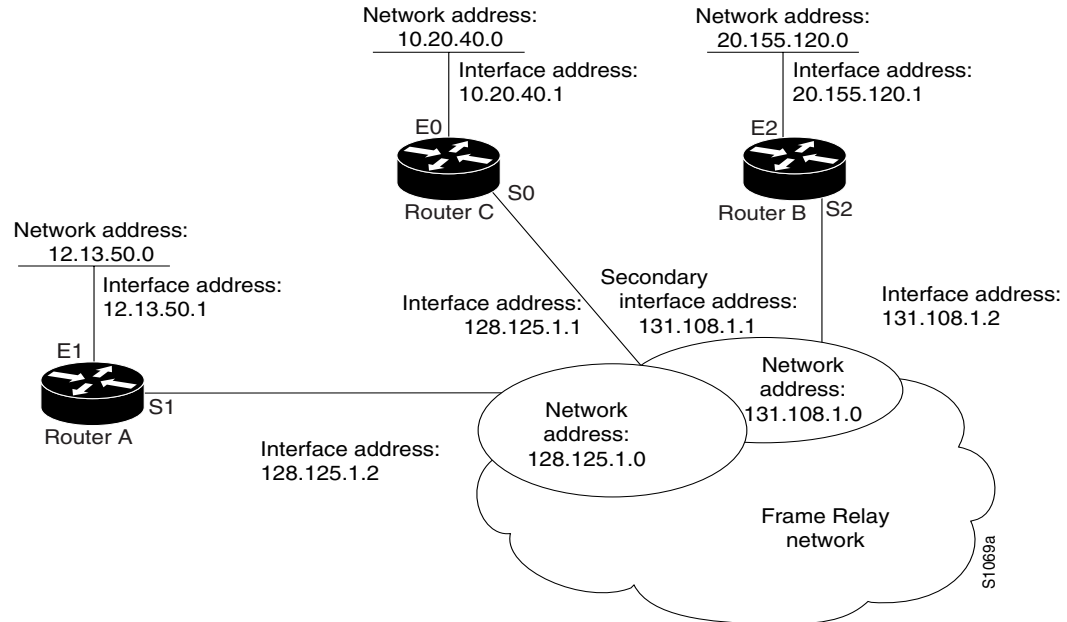 Network address:
10.20.40.0
Interface address:
10.20.40.1
E0
S0
Router C
Network address:
20.155.120.0
Interface address:
20.155.120.1
E2
S2
Router B
Network address:
12.13.50.0
Interface address:
12.13.50.1
E1
S1
Router A
Interface address:
128.125.1.1
Secondary
interface address:
131.108.1.1
Interface address:
131.108.1.2
Interface address:
128.125.1.2
Network
address:
128.125.1.0
Network
address:
131.108.1.0
Frame Relay
network
S1069a